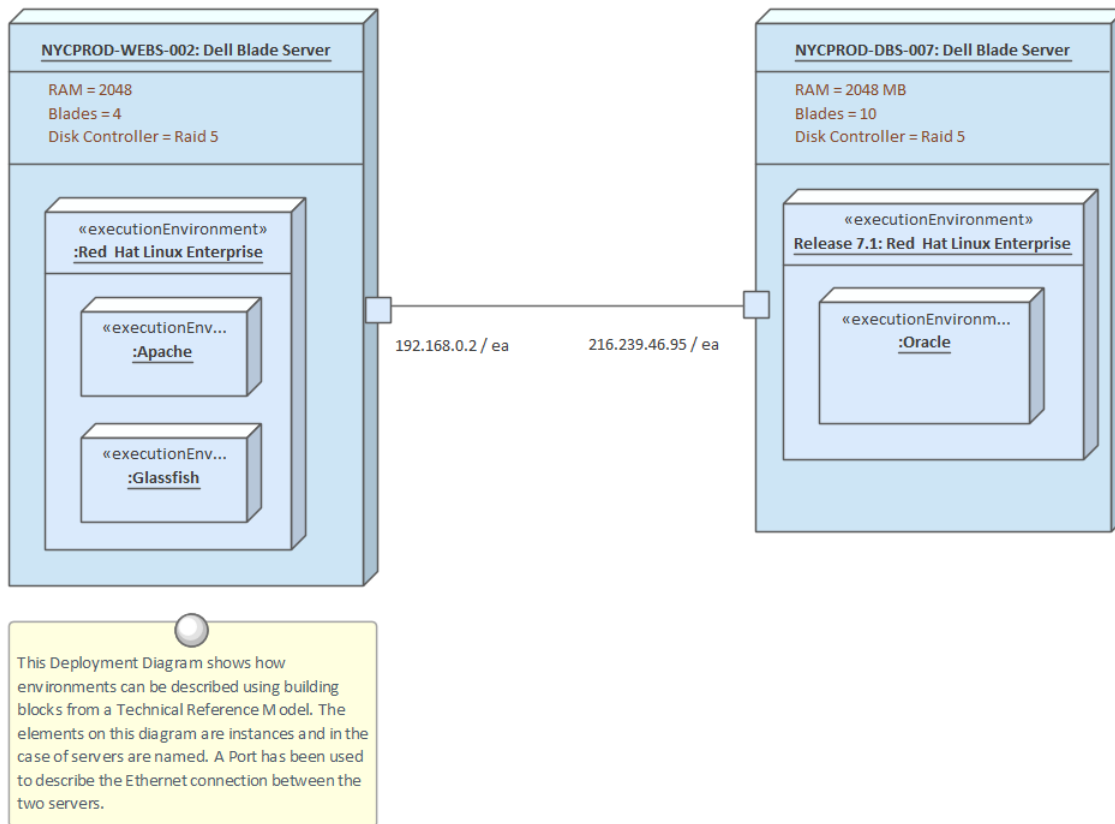 NYCPROD-WEBS-002: Dell Blade Server
RAM = 2048
Blades = 4
Disk Controller = Raid 5
«executionEnvironment»
:Red Hat Linux Enterprise
«executionEnv...
:Apache
«executionEnv...
:Glassfish
192.168.0.2 / ea
216.239.46.95 / ea
NYCPROD-DBS-007: Dell Blade Server
RAM = 2048 MB
Blades = 10
Disk Controller = Raid 5
«executionEnvironment»
Release 7.1: Red Hat Linux Enterprise
«executionEnvironm...
:Oracle
This Deployment Diagram shows how
environments can be described using building
blocks from a Technical Reference Model. The
elements on this diagram are instances and in the
case of servers are named. A Port has been used
to describe the Ethernet connection between the
two servers.